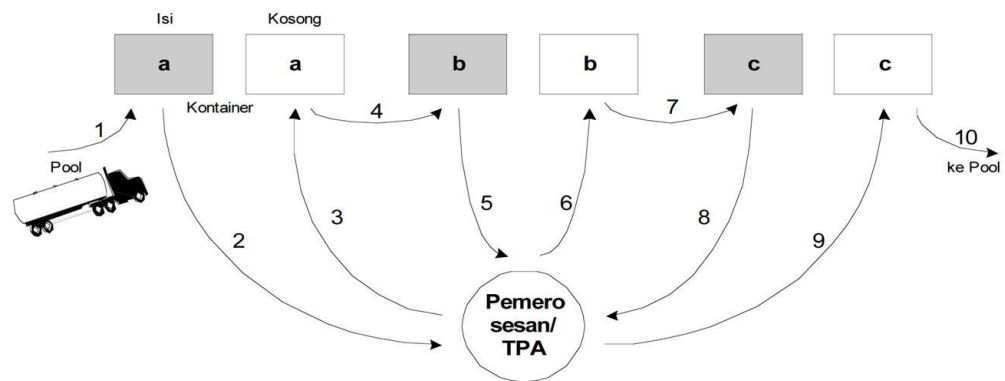 Isi
Kosong
a
a
b
b
c
c
Kontainer
1
4
7
10
Pool
ke Pool
2
3
5
6
8
9
Pemero
sesan/
TPA